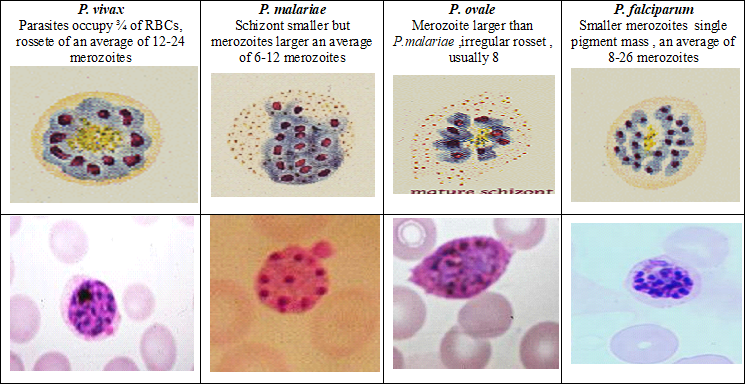 P. vivax
Parasites occupy ¾ of RBCs,
rossete of an average of 12-24
merozoites
P. malariae
Schizont smaller but
merozoites larger an average
of 6-12 merozoites
P. ovale
Merozoite larger than
P.malariae ,irregular rosset ,
usually 8
P. falciparum
Smaller merozoites single
pigment mass , an average of
8-26 merozoites
mature schizont